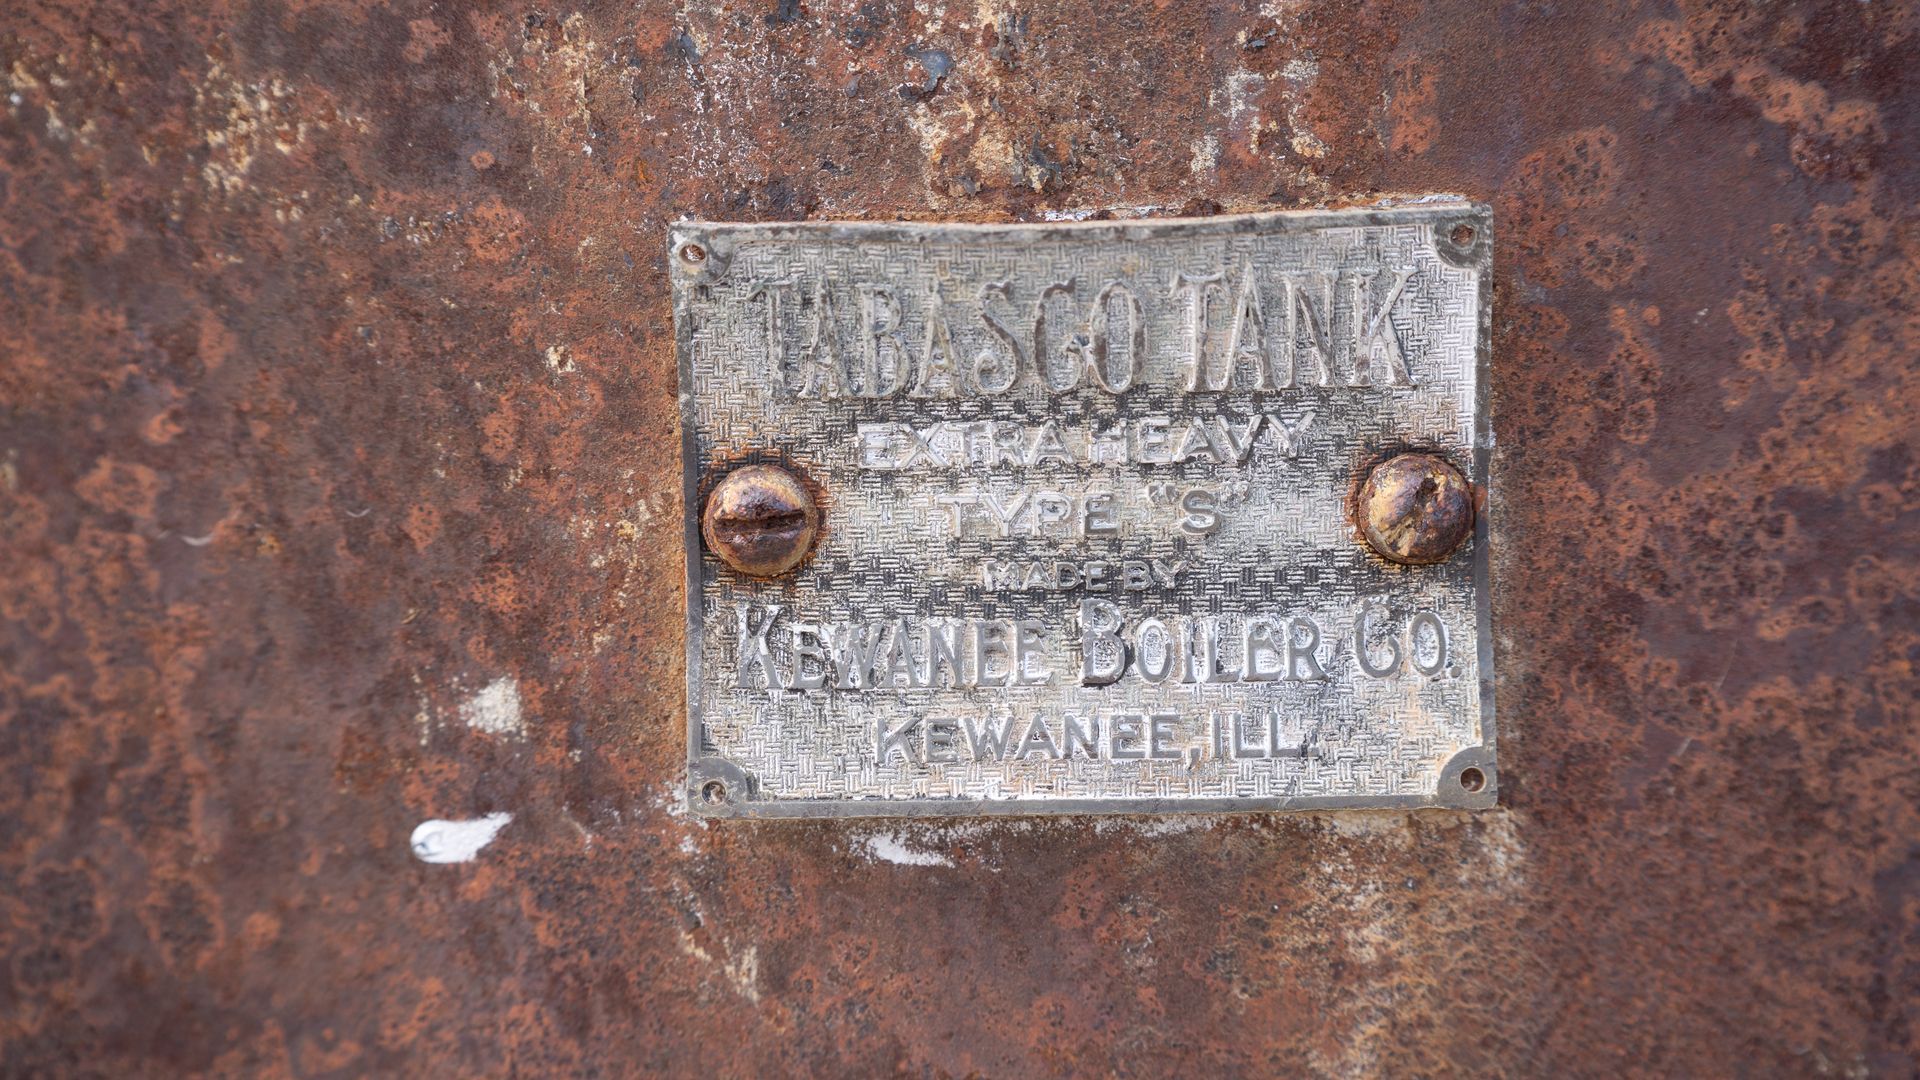 TABASCO TANK
EXTRA HEAVY
TYPE "S"
MADE BY
KEWANEE BOILER CO.
KEWANEE, ILL.